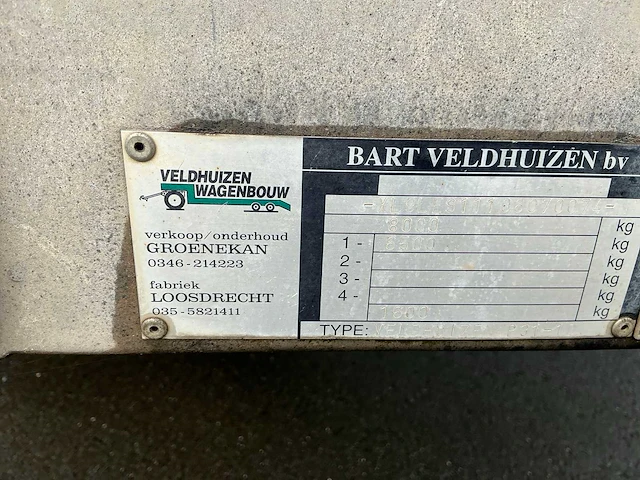 VELDHUIZEN
WAGENBOUW
verkoop/onderhoud
GROENEKAN
0346-214223
fabriek
LOOSDRECHT
035-5821411
BART VELDHUIZEN bv
kg
1 - kg
2 - kg
3 - kg
4 - kg
kg
TYPE: